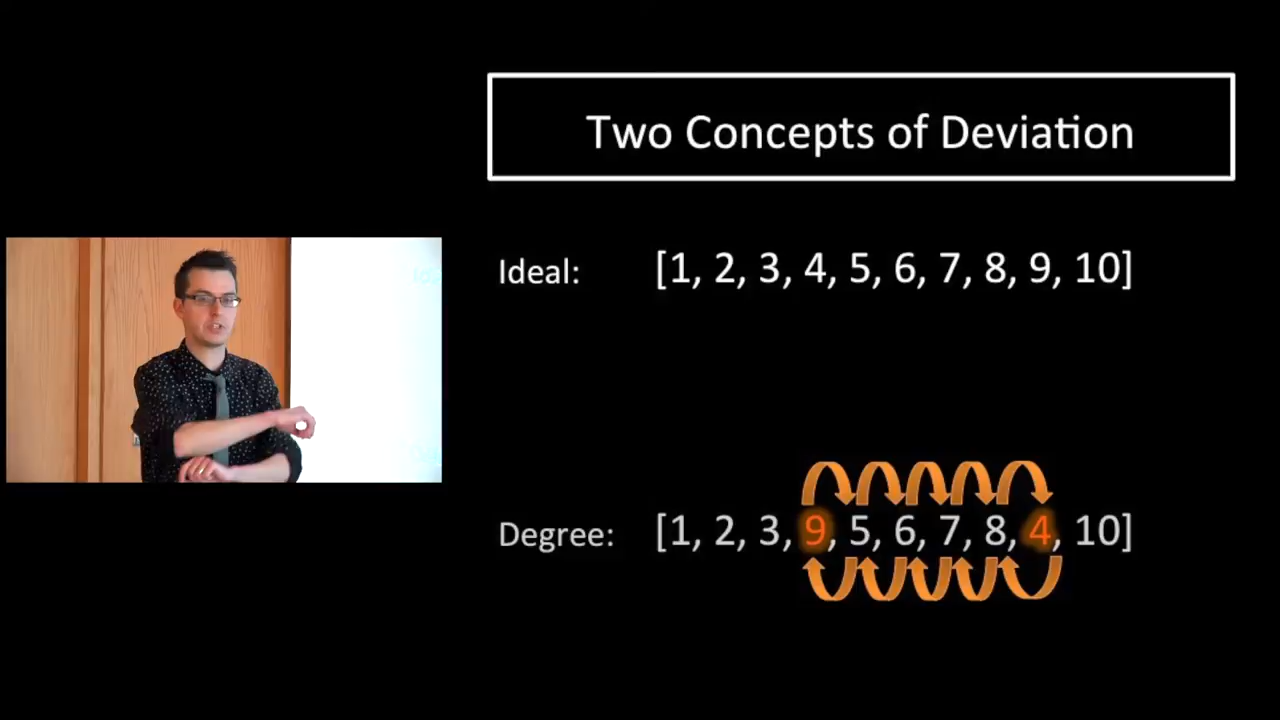 Two Concepts of Deviation
Ideal: [1, 2, 3, 4, 5, 6, 7, 8, 9, 10]
Degree: [1, 2, 3, 9, 5, 6, 7, 8, 4, 10]